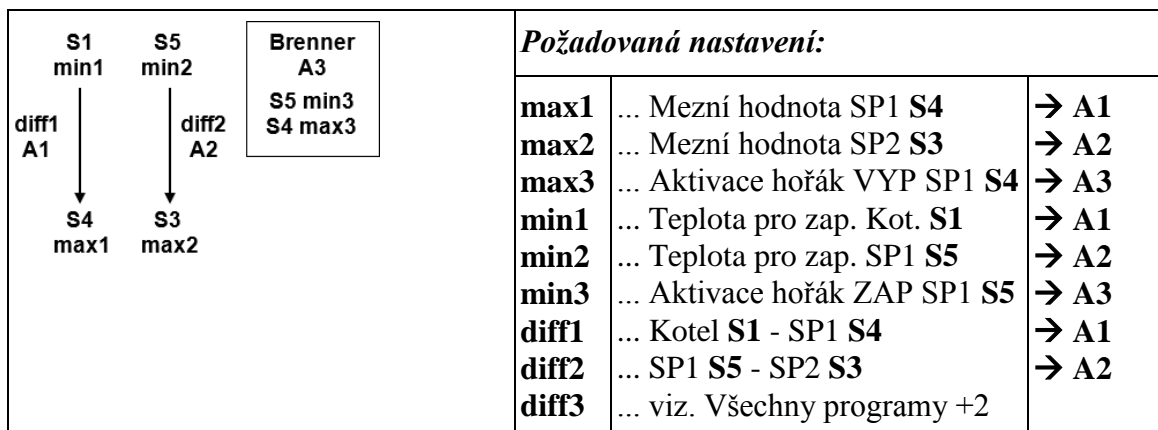 S1 S5 Brenner
min1 min2 A3
S5 min3
diff1 diff2 S4 max3
A1 A2
S4 S3
max1 max2
Požadovaná nastavení:
max1 ... Mezní hodnota SP1 S4 → A1
max2 ... Mezní hodnota SP2 S3 → A2
max3 ... Aktivace hořák VYP SP1 S4 → A3
min1 ... Teplota pro zap. Kot. S1 → A1
min2 ... Teplota pro zap. SP1 S5 → A2
min3 ... Aktivace hořák ZAP SP1 S5 → A3
diff1 ... Kotel S1 - SP1 S4 → A1
diff2 ... SP1 S5 - SP2 S3 → A2
diff3 ... viz. Všechny programy +2